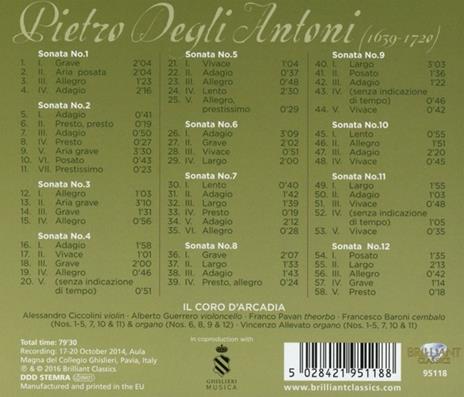 Pietro Degli Antoni (1639-1720)
Sonata No.1
1. I. Grave 2'04
2. II. Aria posata 2'04
3. III. Allegro 1'23
4. IV. Adagio 2'16
Sonata No.2
5. I. Adagio 0'41
6. II. Presto, presto 0'19
7. III. Adagio 0'50
8. IV. Presto 0'27
9. V. Aria grave 3'30
10. VI. Posato 0'43
11. VII. Prestissimo 0'23
Sonata No.3
12. I. Allegro 1'03
13. II. Aria grave 3'10
14. III. Grave 1'31
15. IV. Allegro 0'56
Sonata No.4
16. I. Adagio 1'58
17. II. Vivace 1'01
18. III. Grave 2'00
19. IV. Allegro 0'46
20. V. (senza indicazione
di tempo) 0'51
Sonata No.5
21. I. Vivace 1'04
22. II. Adagio 0'37
23. III. Allegro 0'48
24. IV. Lento 2'30
25. V. Allegro,
prestissimo 0'29
Sonata No.6
26. I. Adagio 3'09
27. II. Grave 3'02
28. III. Vivace 0'51
29. IV. Largo 2'00
Sonata No.7
30. I. Lento 0'40
31. II. Adagio 1'42
32. III. Largo 1'39
33. IV. Presto 0'19
34. V. Adagio 2'12
35. VI. Allegro 2'02
Sonata No.8
36. I. Grave 2'07
37. II. Largo 1'33
38. III. Adagio 2'43
39. IV. Presto, allegro 0'24
Sonata No.9
40. I. Largo 3'03
41. II. Posato 1'36
42. III. Adagio 1'22
43. IV. (senza indicazione
di tempo) 0'46
44. V. Vivace 0'42
Sonata No.10
45. I. Lento 0'55
46. II. Allegro 1'51
47. III. Adagio 2'20
48. IV. Vivace 0'45
Sonata No.11
49. I. Largo 1'55
50. II. Adagio 1'48
51. III. Vivace 0'53
52. IV. (senza indicazione
di tempo) 1'05
53. V. Vivace 0'35
Sonata No.12
54. I. Posato 1'35
55. II. Vivace 0'38
56. III. Largo 2'13
57. IV. Grave 0'50
58. V. Presto 0'18
IL CORO D'ARCADIA
Alessandro Ciccolini violin · Alberto Guerrero violoncello · Franco Pavan theorbo · Francesco Baroni cembalo
(Nos. 1-5, 7, 10 & 11) & organo (Nos. 6, 8, 9 & 12) · Vincenzo Allevato organo (Nos. 1-5, 7, 10 & 11)
Total time: 79'30
Recording: 17-20 October 2014, Aula
Magna del Collegio Ghislieri, Pavia, Italy
℗ & © 2016 Brilliant Classics
DDD STEMRA
Manufactured and printed in the EU
in coproduction with
GHISLIERI
MUSICA
5 028421 951188
www.brilliantclassics.com
BRILLIANT
CLASSICS
95118